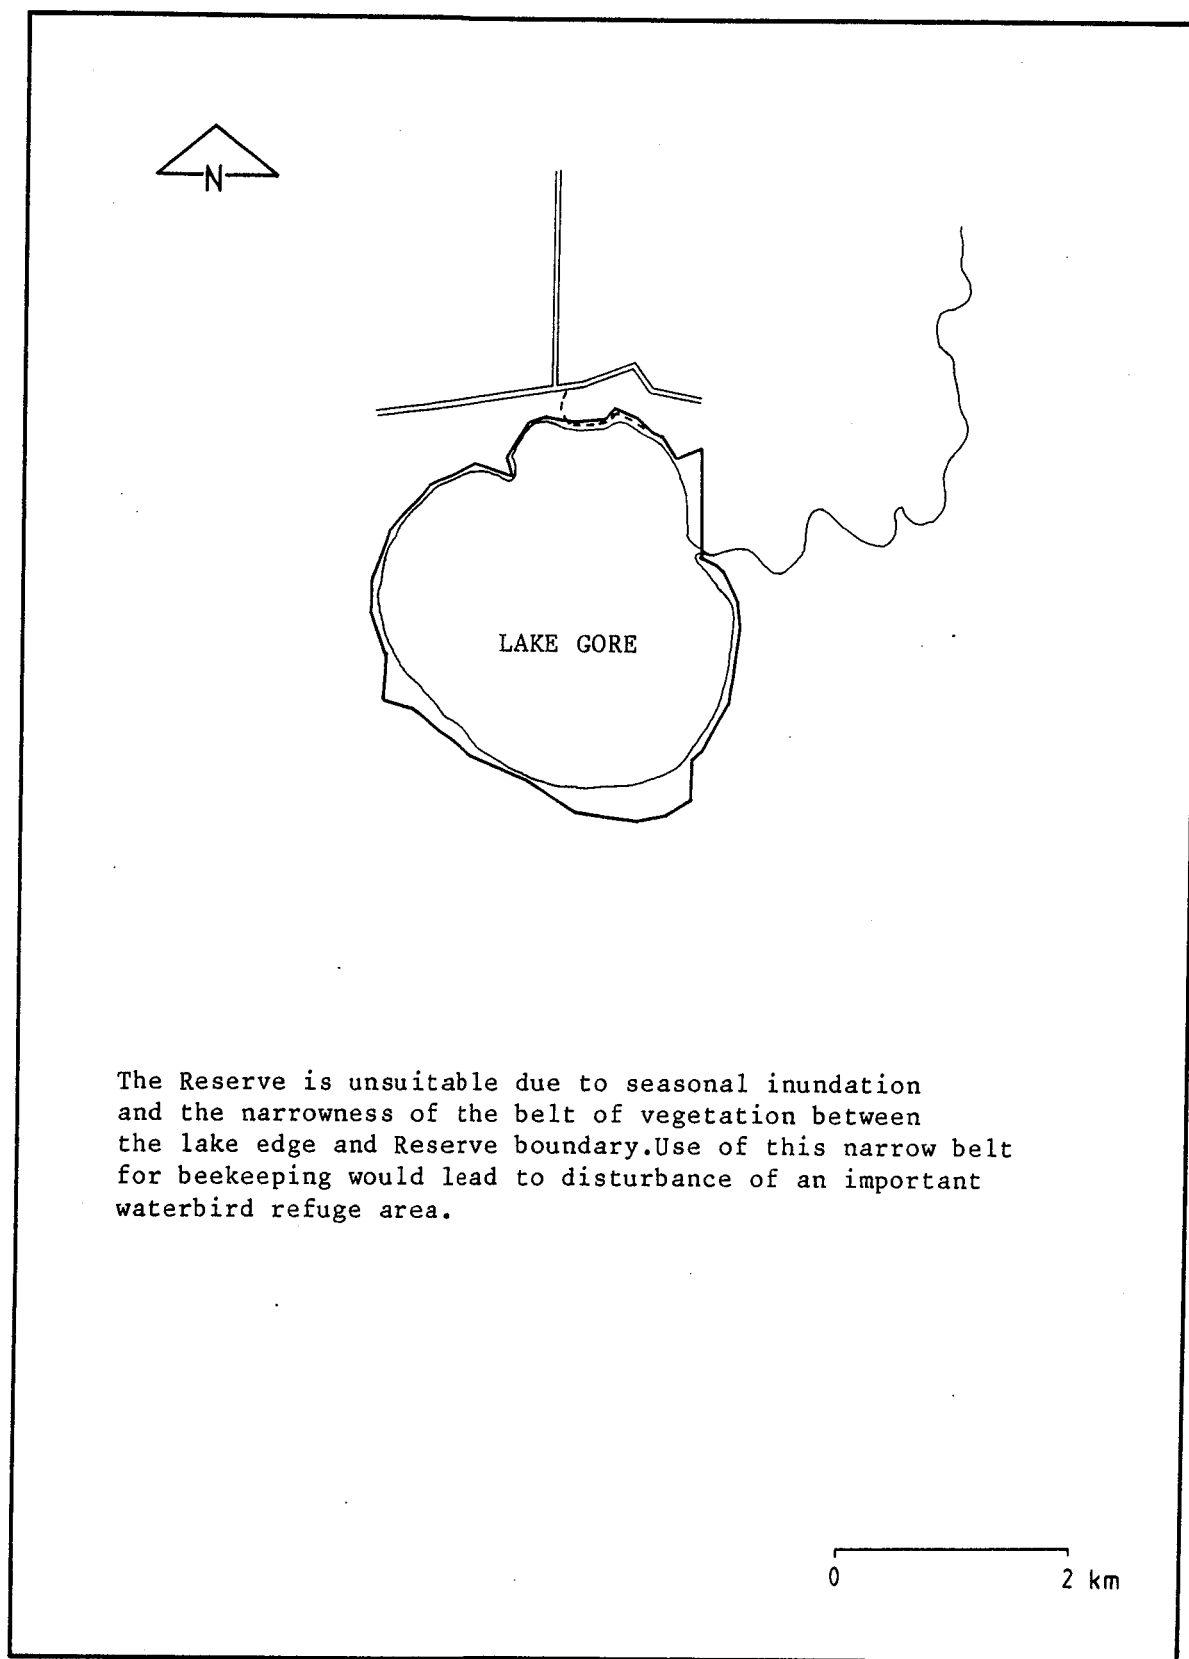 N
LAKE GORE
The Reserve is unsuitable due to seasonal inundation
and the narrowness of the belt of vegetation between
the lake edge and Reserve boundary.Use of this narrow belt
for beekeeping would lead to disturbance of an important
waterbird refuge area.
0 2 km